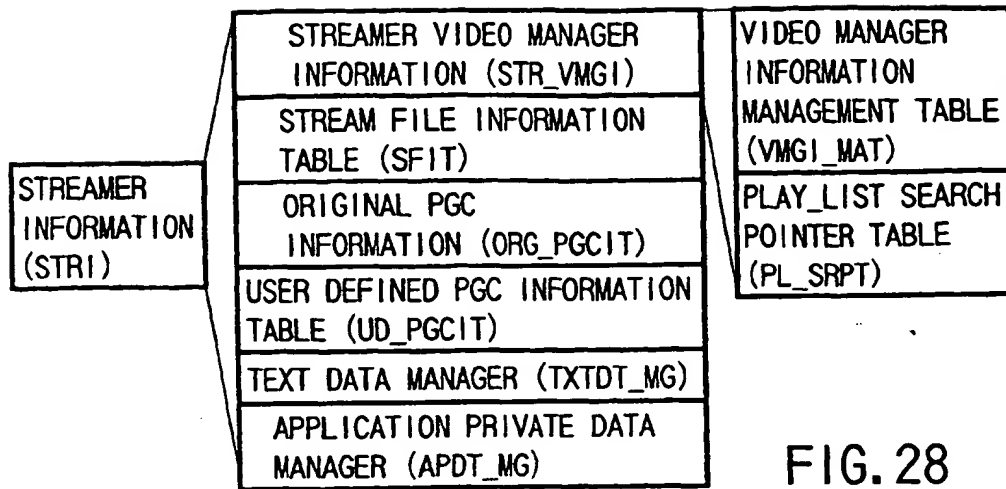 STREAMER
INFORMATION
(STRI)
STREAMER VIDEO MANAGER
INFORMATION (STR_VMGI)
STREAM FILE INFORMATION
TABLE (SFIT)
ORIGINAL PGC
INFORMATION (ORG_PGCIT)
USER DEFINED PGC INFORMATION
TABLE (UD_PGCIT)
TEXT DATA MANAGER (TXTDT_MG)
APPLICATION PRIVATE DATA
MANAGER (APDT_MG)
VIDEO MANAGER
INFORMATION
MANAGEMENT TABLE
(VMGI_MAT)
PLAY_LIST SEARCH
POINTER TABLE
(PL_SRPT)
FIG. 28